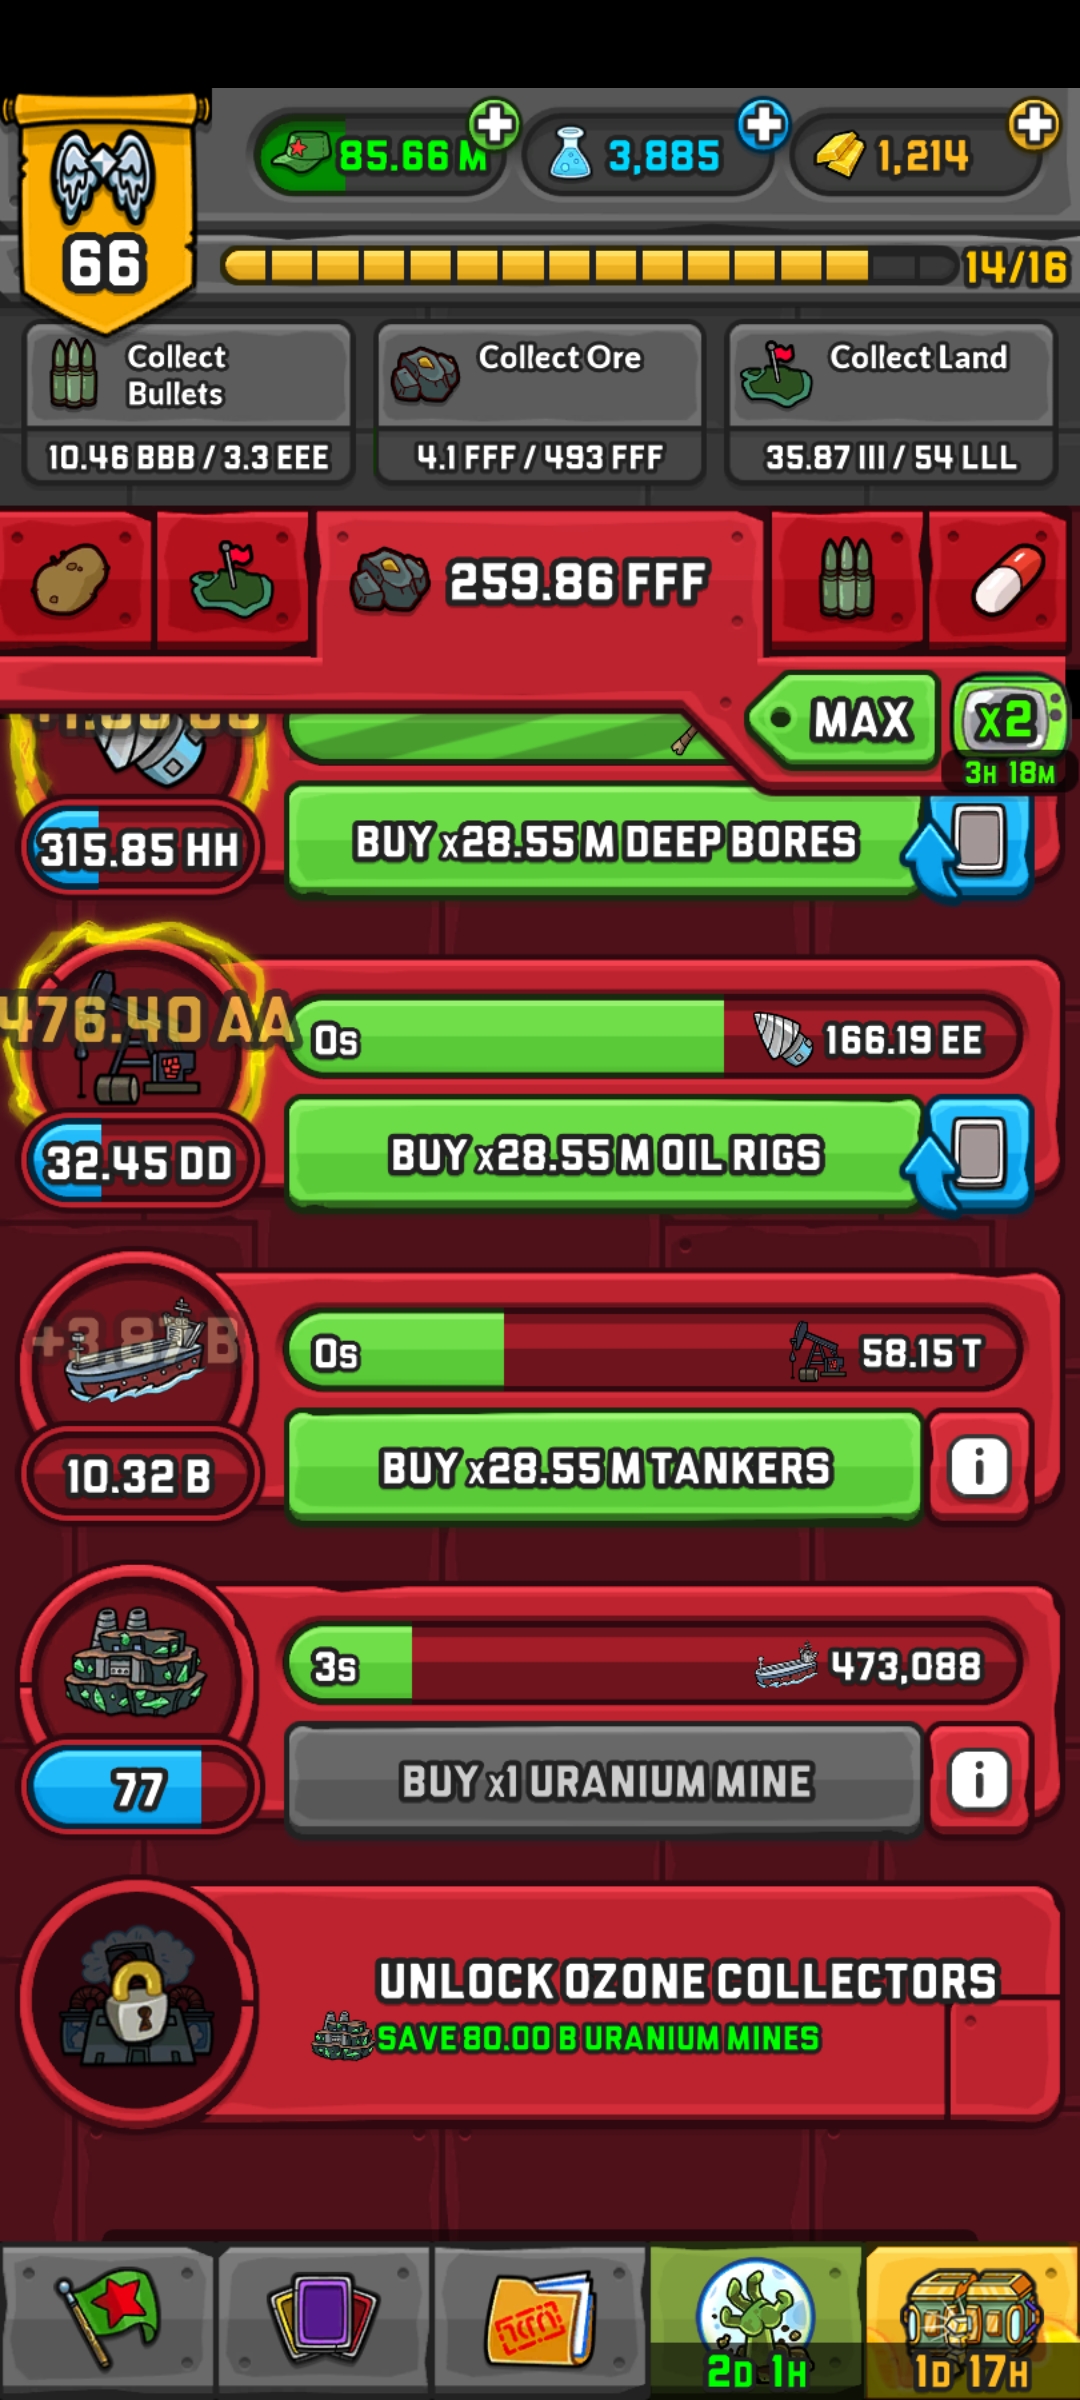 85.66 M
3,885
1,214
66
14/16
Collect
Bullets
Collect Ore
Collect Land
10.46 BBB / 3.3 EEE
4.1 FFF / 493 FFF
35.87 III / 54 LLL
259.86 FFF
MAX
x2
3H 18M
315.85 HH
BUY x28.55 M DEEP BORES
476.40 AA
0s
166.19 EE
32.45 DD
BUY x28.55 M OIL RIGS
+3.87 B
0s
58.15 T
10.32 B
BUY x28.55 M TANKERS
i
3s
473,088
77
BUY x1 URANIUM MINE
i
UNLOCK OZONE COLLECTORS
SAVE 80.00 B URANIUM MINES
2D 1H
1D 17H